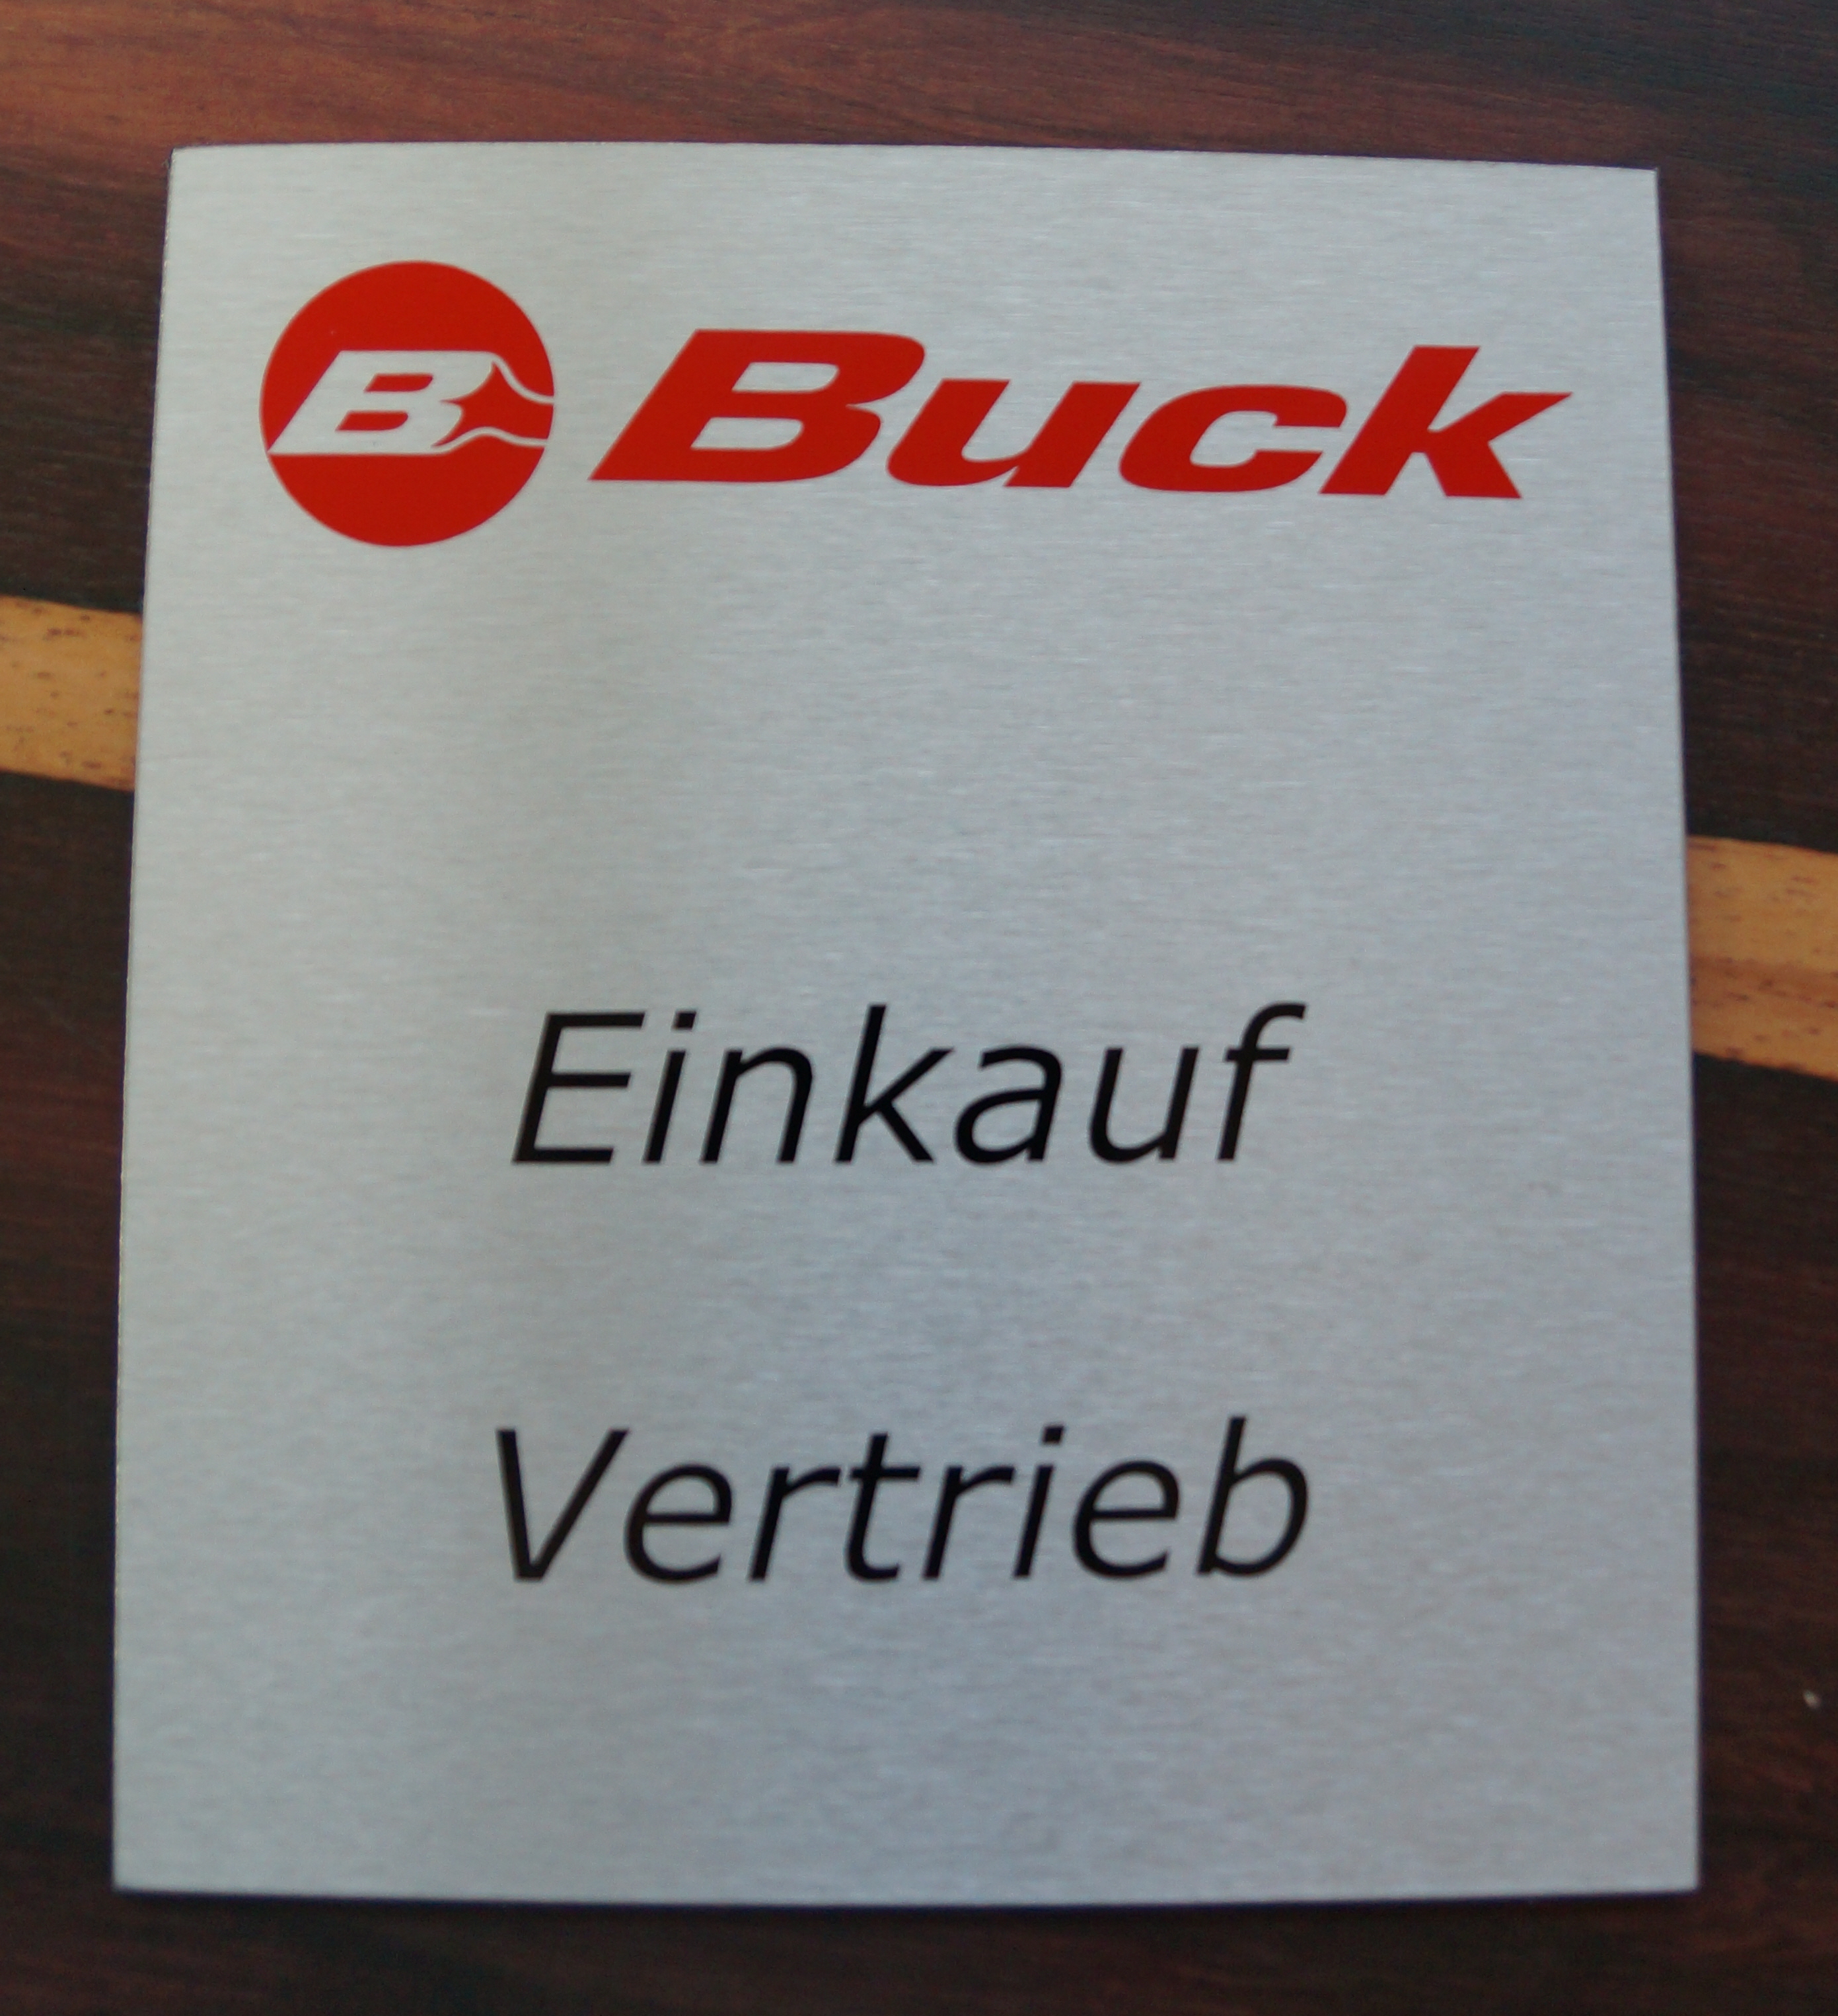 B Buck
Einkauf
Vertrieb